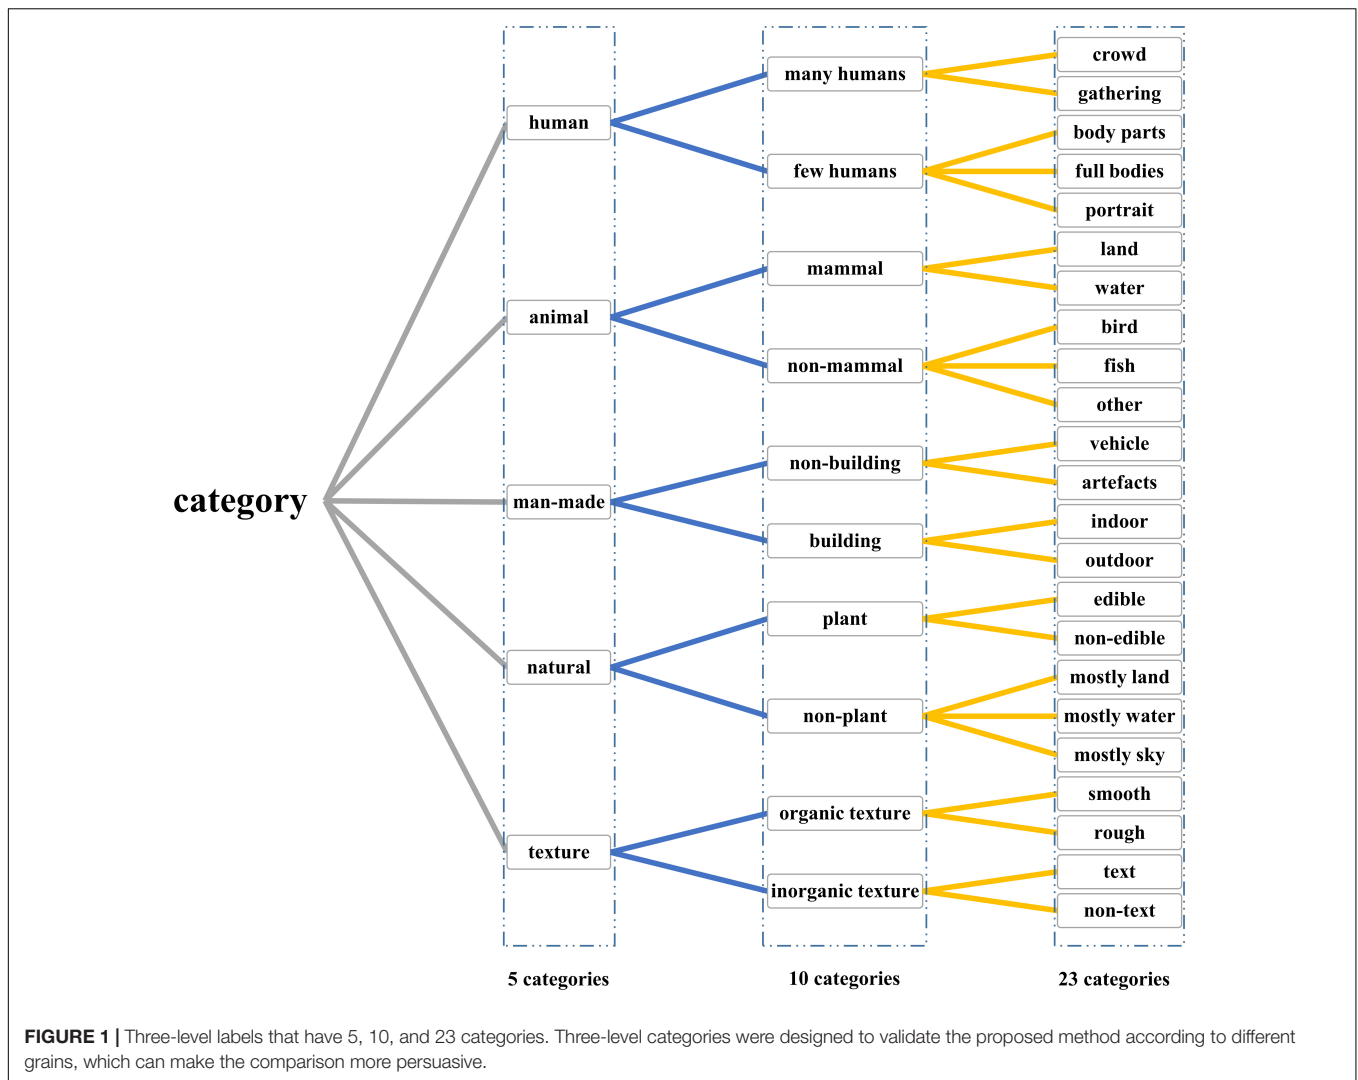 category
human
animal
man-made
natural
texture
many humans
few humans
mammal
non-mammal
non-building
building
plant
non-plant
organic texture
inorganic texture
crowd
gathering
body parts
full bodies
portrait
land
water
bird
fish
other
vehicle
artefacts
indoor
outdoor
edible
non-edible
mostly land
mostly water
mostly sky
smooth
rough
text
non-text
5 categories
10 categories
23 categories
FIGURE 1 | Three-level labels that have 5, 10, and 23 categories. Three-level categories were designed to validate the proposed method according to different
grains, which can make the comparison more persuasive.